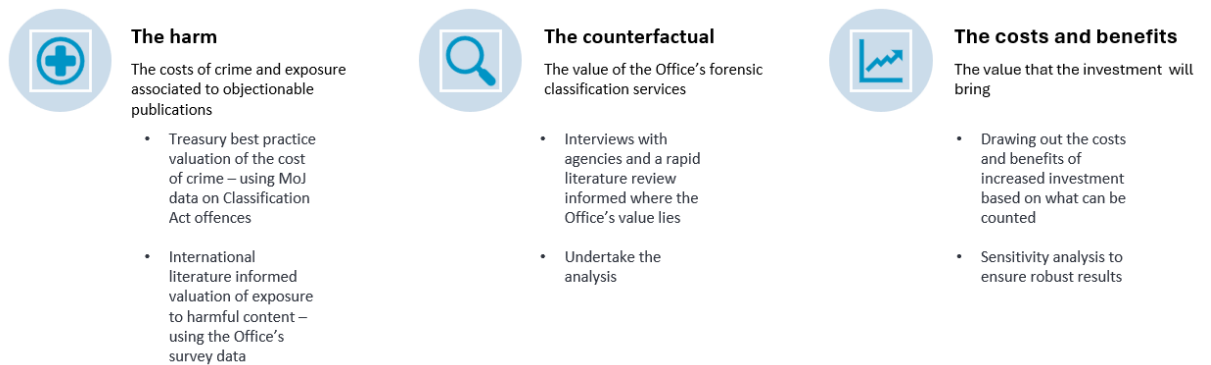 The harm
The costs of crime and exposure
associated to objectionable
publications
• Treasury best practice
valuation of the cost
of crime – using MoJ
data on Classification
Act offences
• International
literature informed
valuation of exposure
to harmful content –
using the Office's
survey data
The counterfactual
The value of the Office's forensic
classification services
• Interviews with
agencies and a rapid
literature review
informed where the
Office's value lies
• Undertake the
analysis
The costs and benefits
The value that the investment will
bring
• Drawing out the costs
and benefits of
increased investment
based on what can be
counted
• Sensitivity analysis to
ensure robust results